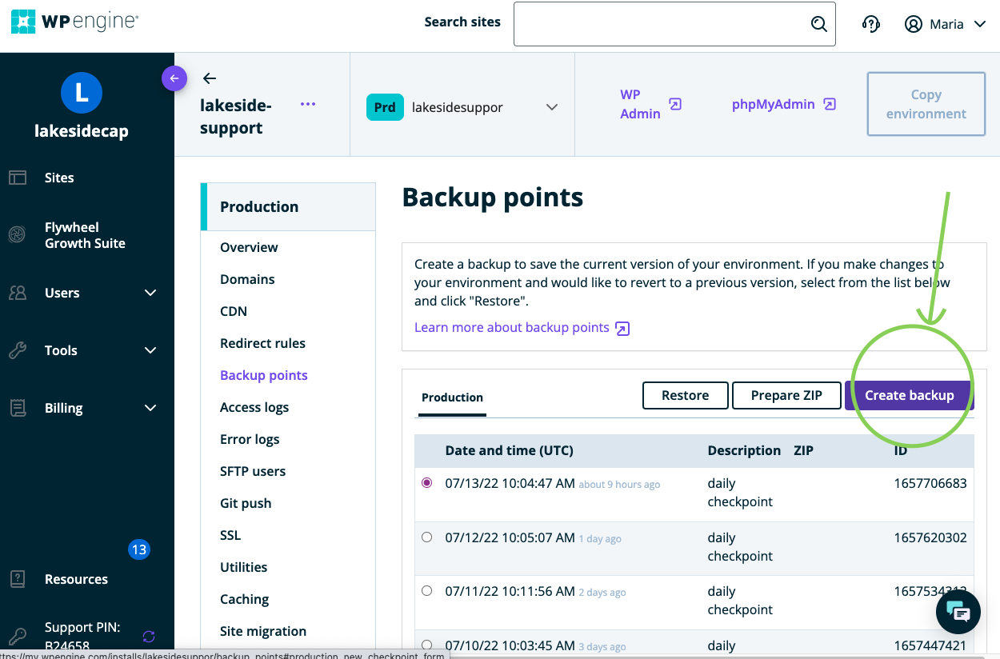 WP engine®
Search sites
Maria
L
lakesidecap
Sites
Flywheel
Growth Suite
Users
Tools
Billing
13
Resources
Support PIN:
B24658
lakeside-
support
...
Prd lakesidesuppor
WP
Admin
phpMyAdmin
Copy
environment
Production
Overview
Domains
CDN
Redirect rules
Backup points
Access logs
Error logs
SFTP users
Git push
SSL
Utilities
Caching
Site migration
Backup points
Create a backup to save the current version of your environment. If you make changes to
your environment and would like to revert to a previous version, select from the list below
and click "Restore".
Learn more about backup points
Production
Restore
Prepare ZIP
Create backup
Date and time (UTC) Description ZIP ID
07/13/22 10:04:47 AM about 9 hours ago daily 1657706683
checkpoint
07/12/22 10:05:07 AM 1 day ago daily 1657620302
checkpoint
07/11/22 10:11:56 AM 2 days ago daily 1657534312
checkpoint
07/10/22 10:03:45 AM 3 days ago daily 1657447421
ttps://my.wpengine.com/installs/lakesidesuppor/backup_points#production_new_checkpoint_form